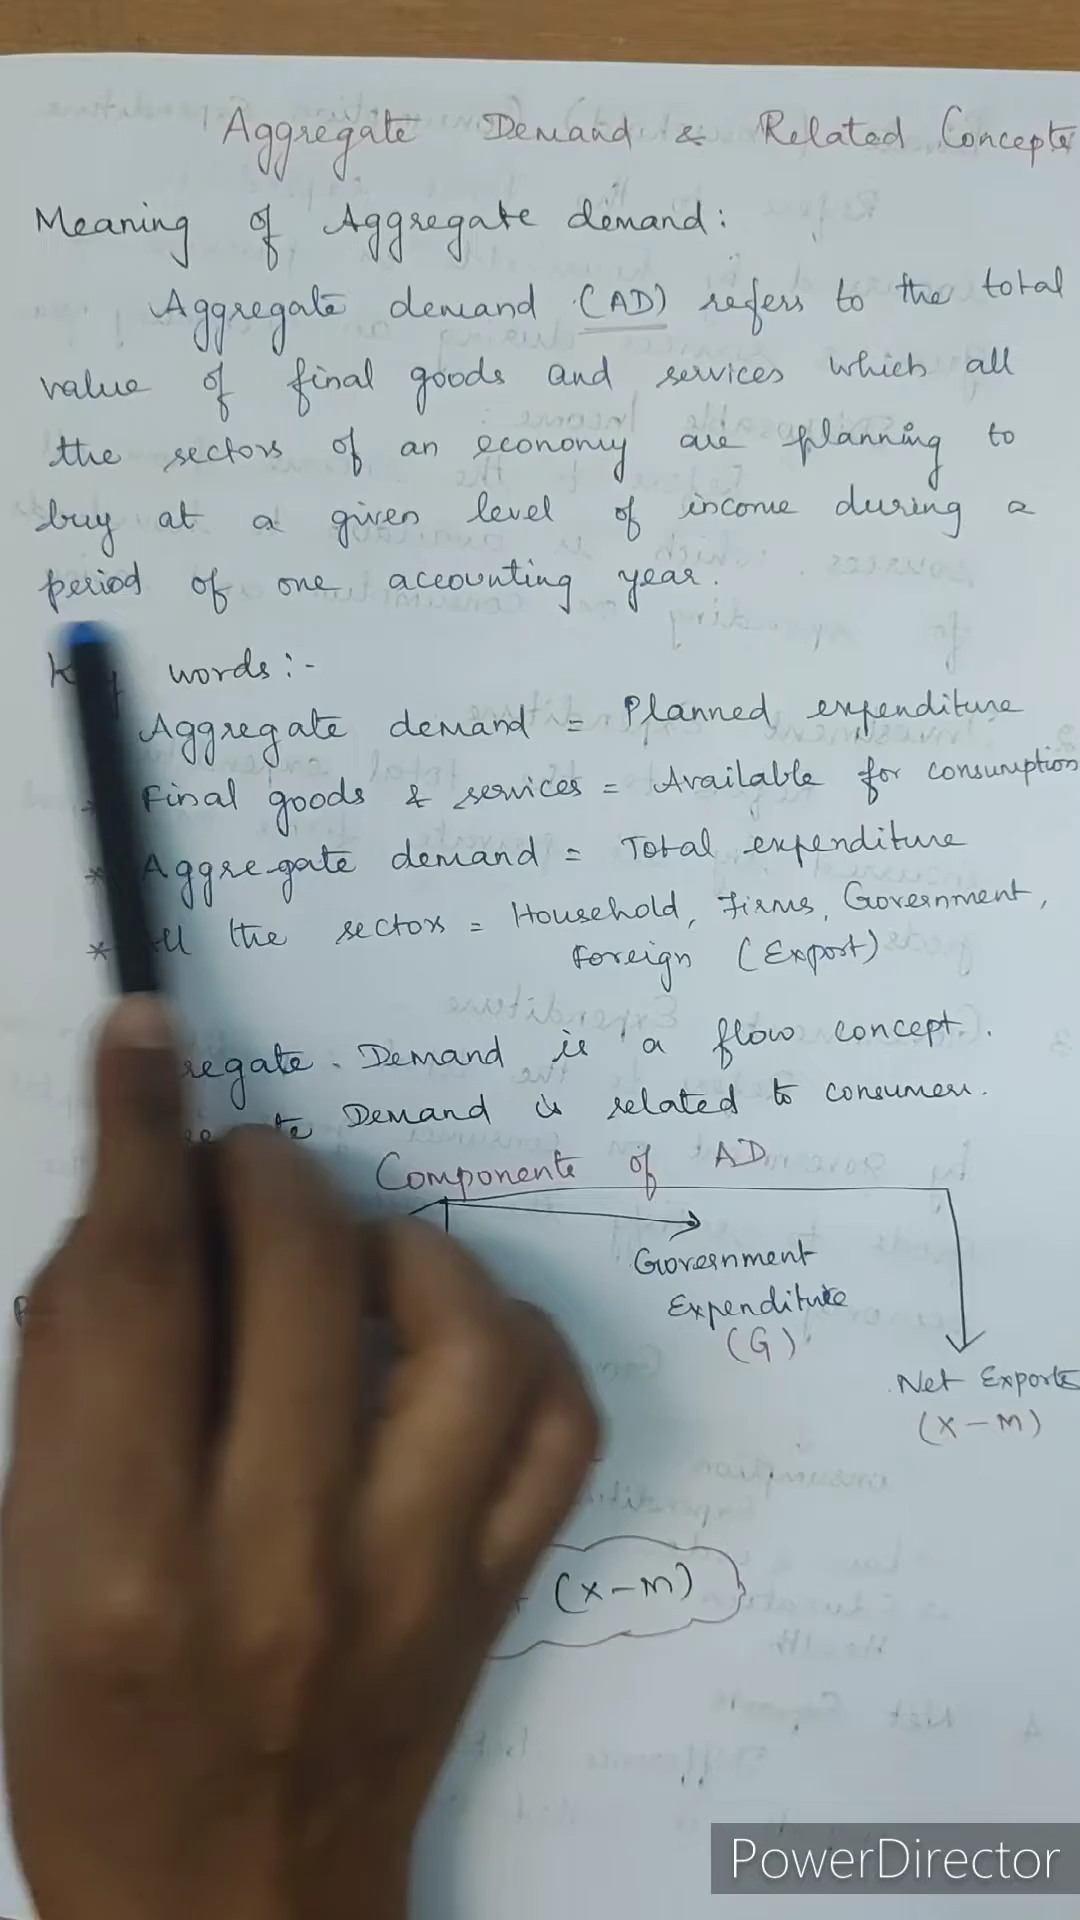 Aggregate Demand & Related Concepts
Meaning of Aggregate demand:
Aggregate demand (AD) refers to the total
value of final goods and services which all
the sectors of an economy are planning to
buy at a given level of income during a
period of one accounting year.
words:-
Aggregate demand = Planned expenditure
* Final goods & services = Available for consumption
* Aggregate demand = Total expenditure
* the sectors = Household, Firms, Government,
Foreign (Export)
regate Demand is a flow concept.
Demand is related to consumers.
Components of AD
Government
Expenditure
(G)
Net Exports
(X-M)
+ (X-M)
PowerDirector